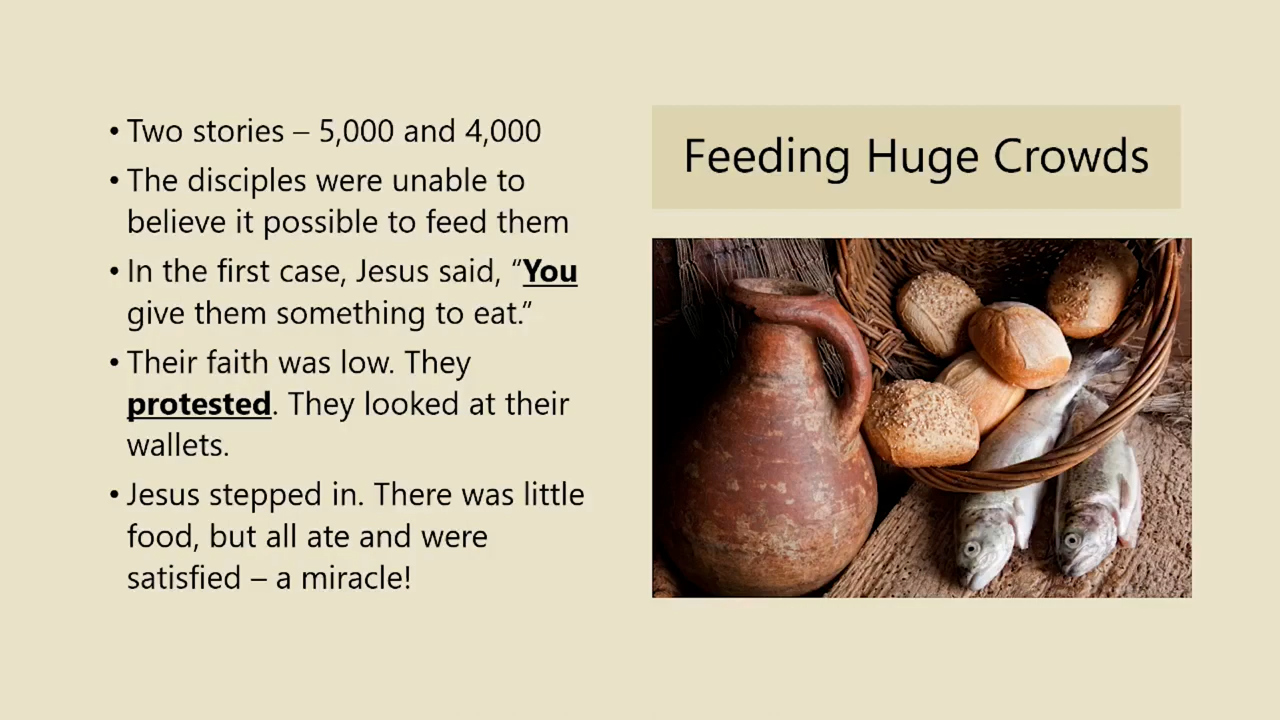 • Two stories – 5,000 and 4,000
• The disciples were unable to
believe it possible to feed them
• In the first case, Jesus said, “You
give them something to eat.”
• Their faith was low. They
protested. They looked at their
wallets.
• Jesus stepped in. There was little
food, but all ate and were
satisfied – a miracle!
Feeding Huge Crowds